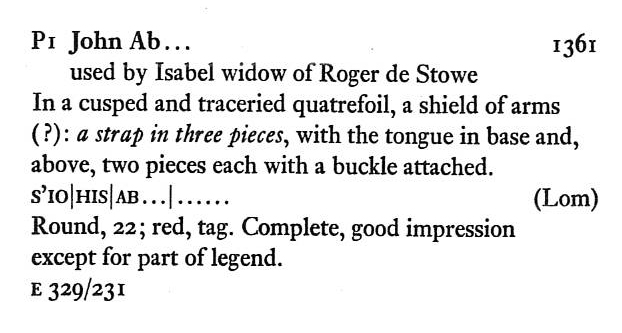 P1 John Ab... 1361
used by Isabel widow of Roger de Stowe
In a cusped and traceried quatrefoil, a shield of arms
(?): a strap in three pieces, with the tongue in base and,
above, two pieces each with a buckle attached.
S'IO|HIS|AB...|...... (Lom)
Round, 22; red, tag. Complete, good impression
except for part of legend.
E 329/231